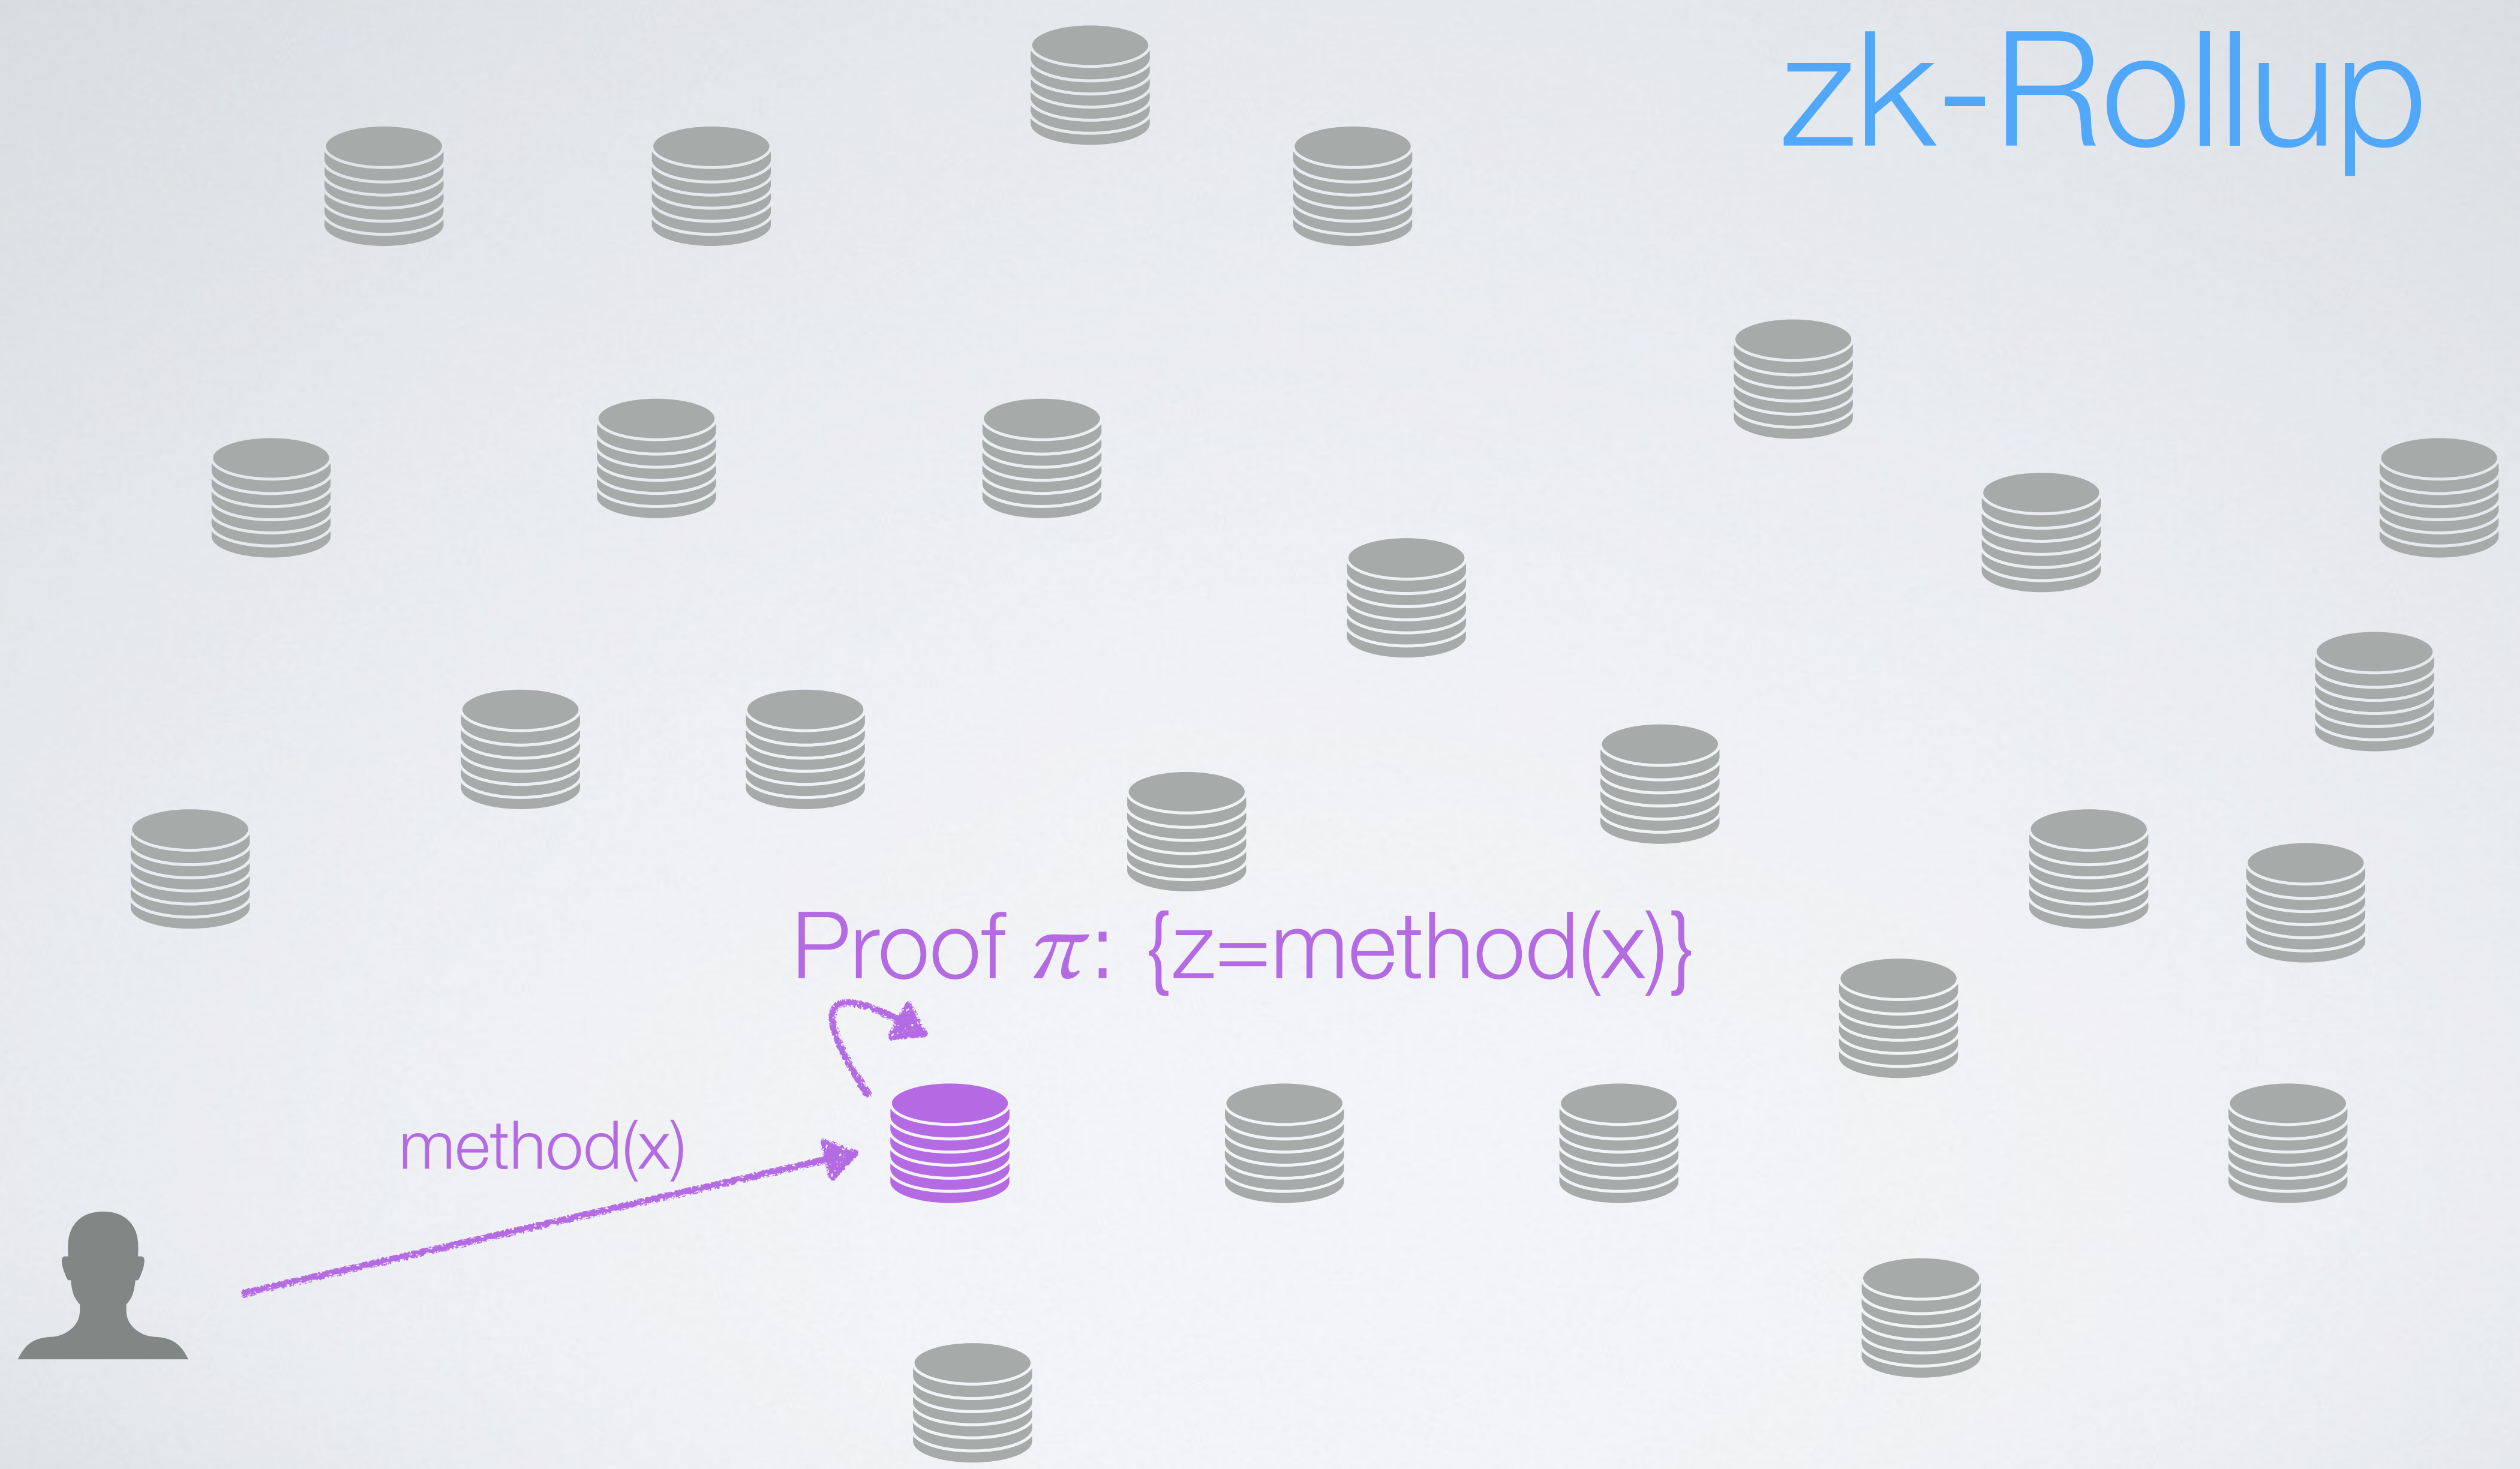 zk-Rollup
Proof π: {z=method(x)}
method(x)